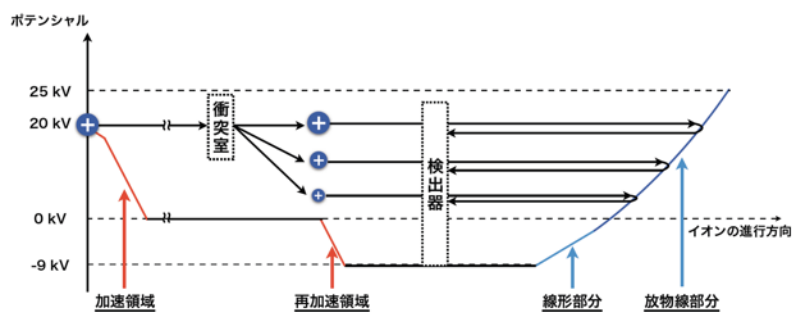 ポテンシャル
25 kV
20 kV
衝突室
検出器
0 kV
イオンの進行方向
-9 kV
加速領域
再加速領域
線形部分
放物線部分